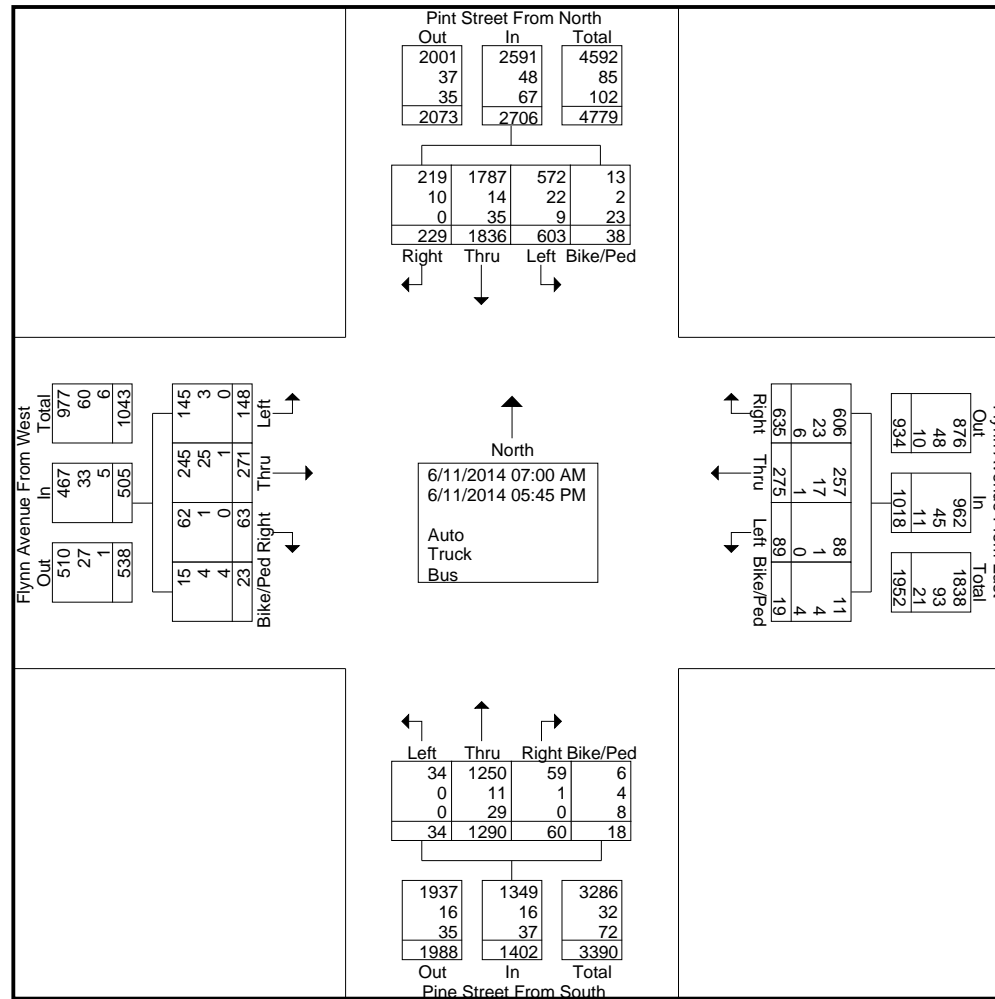 Pint Street From North
Out In Total
2001 2591 4592
37 48 85
35 67 102
2073 2706 4779
219 1787 572 13
10 14 22 2
0 35 9 23
229 1836 603 38
Right Thru Left Bike/Ped
Flynn Avenue From West
Out In Total
510 467 977
27 33 60
1 5 6
538 505 1043
15 62 245 145
4 1 25 3
4 0 1 0
23 63 271 148
Bike/Ped Right Thru Left
North
6/11/2014 07:00 AM
6/11/2014 05:45 PM
Auto
Truck
Bus
Out In Total
876 962 1838
48 45 93
10 11 21
934 1018 1952
606 257 88 11
23 17 1 4
6 1 0 4
635 275 89 19
Right Thru Left Bike/Ped
Left Thru Right Bike/Ped
34 1250 59 6
0 11 1 4
0 29 0 8
34 1290 60 18
1937 1349 3286
16 16 32
35 37 72
1988 1402 3390
Out In Total
Pine Street From South